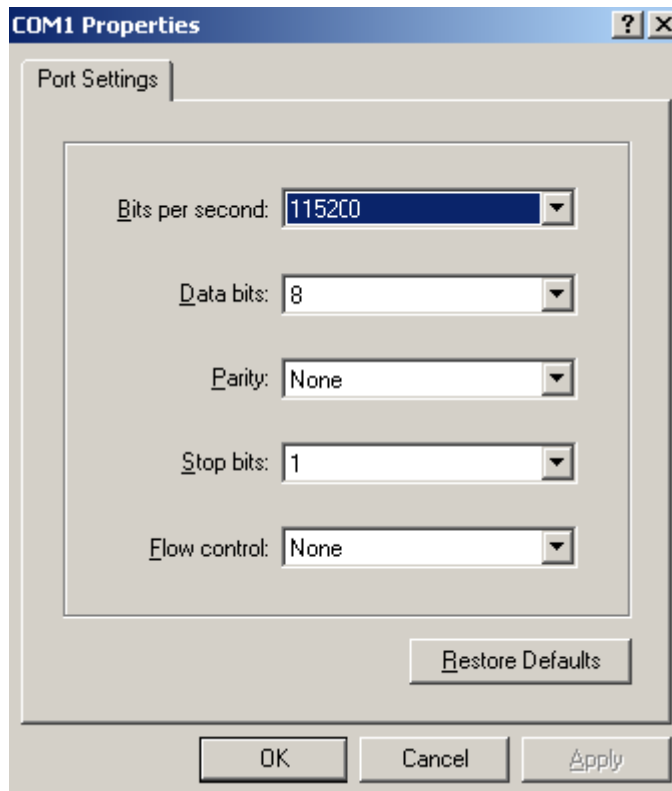 COM1 Properties
Port Settings
Bits per second: 115200
Data bits: 8
Parity: None
Stop bits: 1
Flow control: None
Restore Defaults
OK Cancel Apply